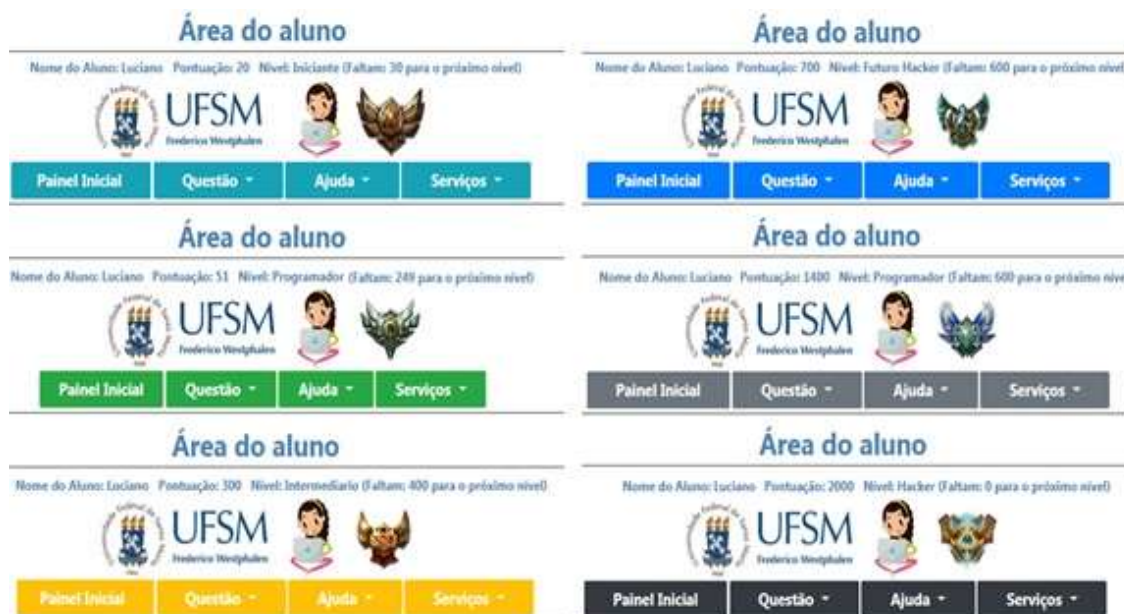 Área do aluno
Nome do Aluno: Luciano Pontuação: 20 Nível: Iniciante (Faltam: 30 para o próximo nível)
UFSM
Frederico Westphalen
Painel Inicial Questão Ajuda Serviços
Área do aluno
Nome do Aluno: Luciano Pontuação: 51 Nível: Programador (Faltam: 249 para o próximo nível)
UFSM
Frederico Westphalen
Painel Inicial Questão Ajuda Serviços
Área do aluno
Nome do Aluno: Luciano Pontuação: 300 Nível: Intermediario (Faltam: 400 para o próximo nível)
UFSM
Frederico Westphalen
Painel Inicial Questão Ajuda Serviços
Área do aluno
Nome do Aluno: Luciano Pontuação: 700 Nível: Futuro Hacker (Faltam: 600 para o próximo nível
UFSM
Frederico Westphalen
Painel Inicial Questão Ajuda Serviços
Área do aluno
Nome do Aluno: Luciano Pontuação: 1400 Nível: Programador (Faltam: 600 para o próximo níve
UFSM
Frederico Westphalen
Painel Inicial Questão Ajuda Serviços
Área do aluno
Nome do Aluno: Luciano Pontuação: 2000 Nível: Hacker (Faltam: 0 para o próximo nível)
UFSM
Frederico Westphalen
Painel Inicial Questão Ajuda Serviços